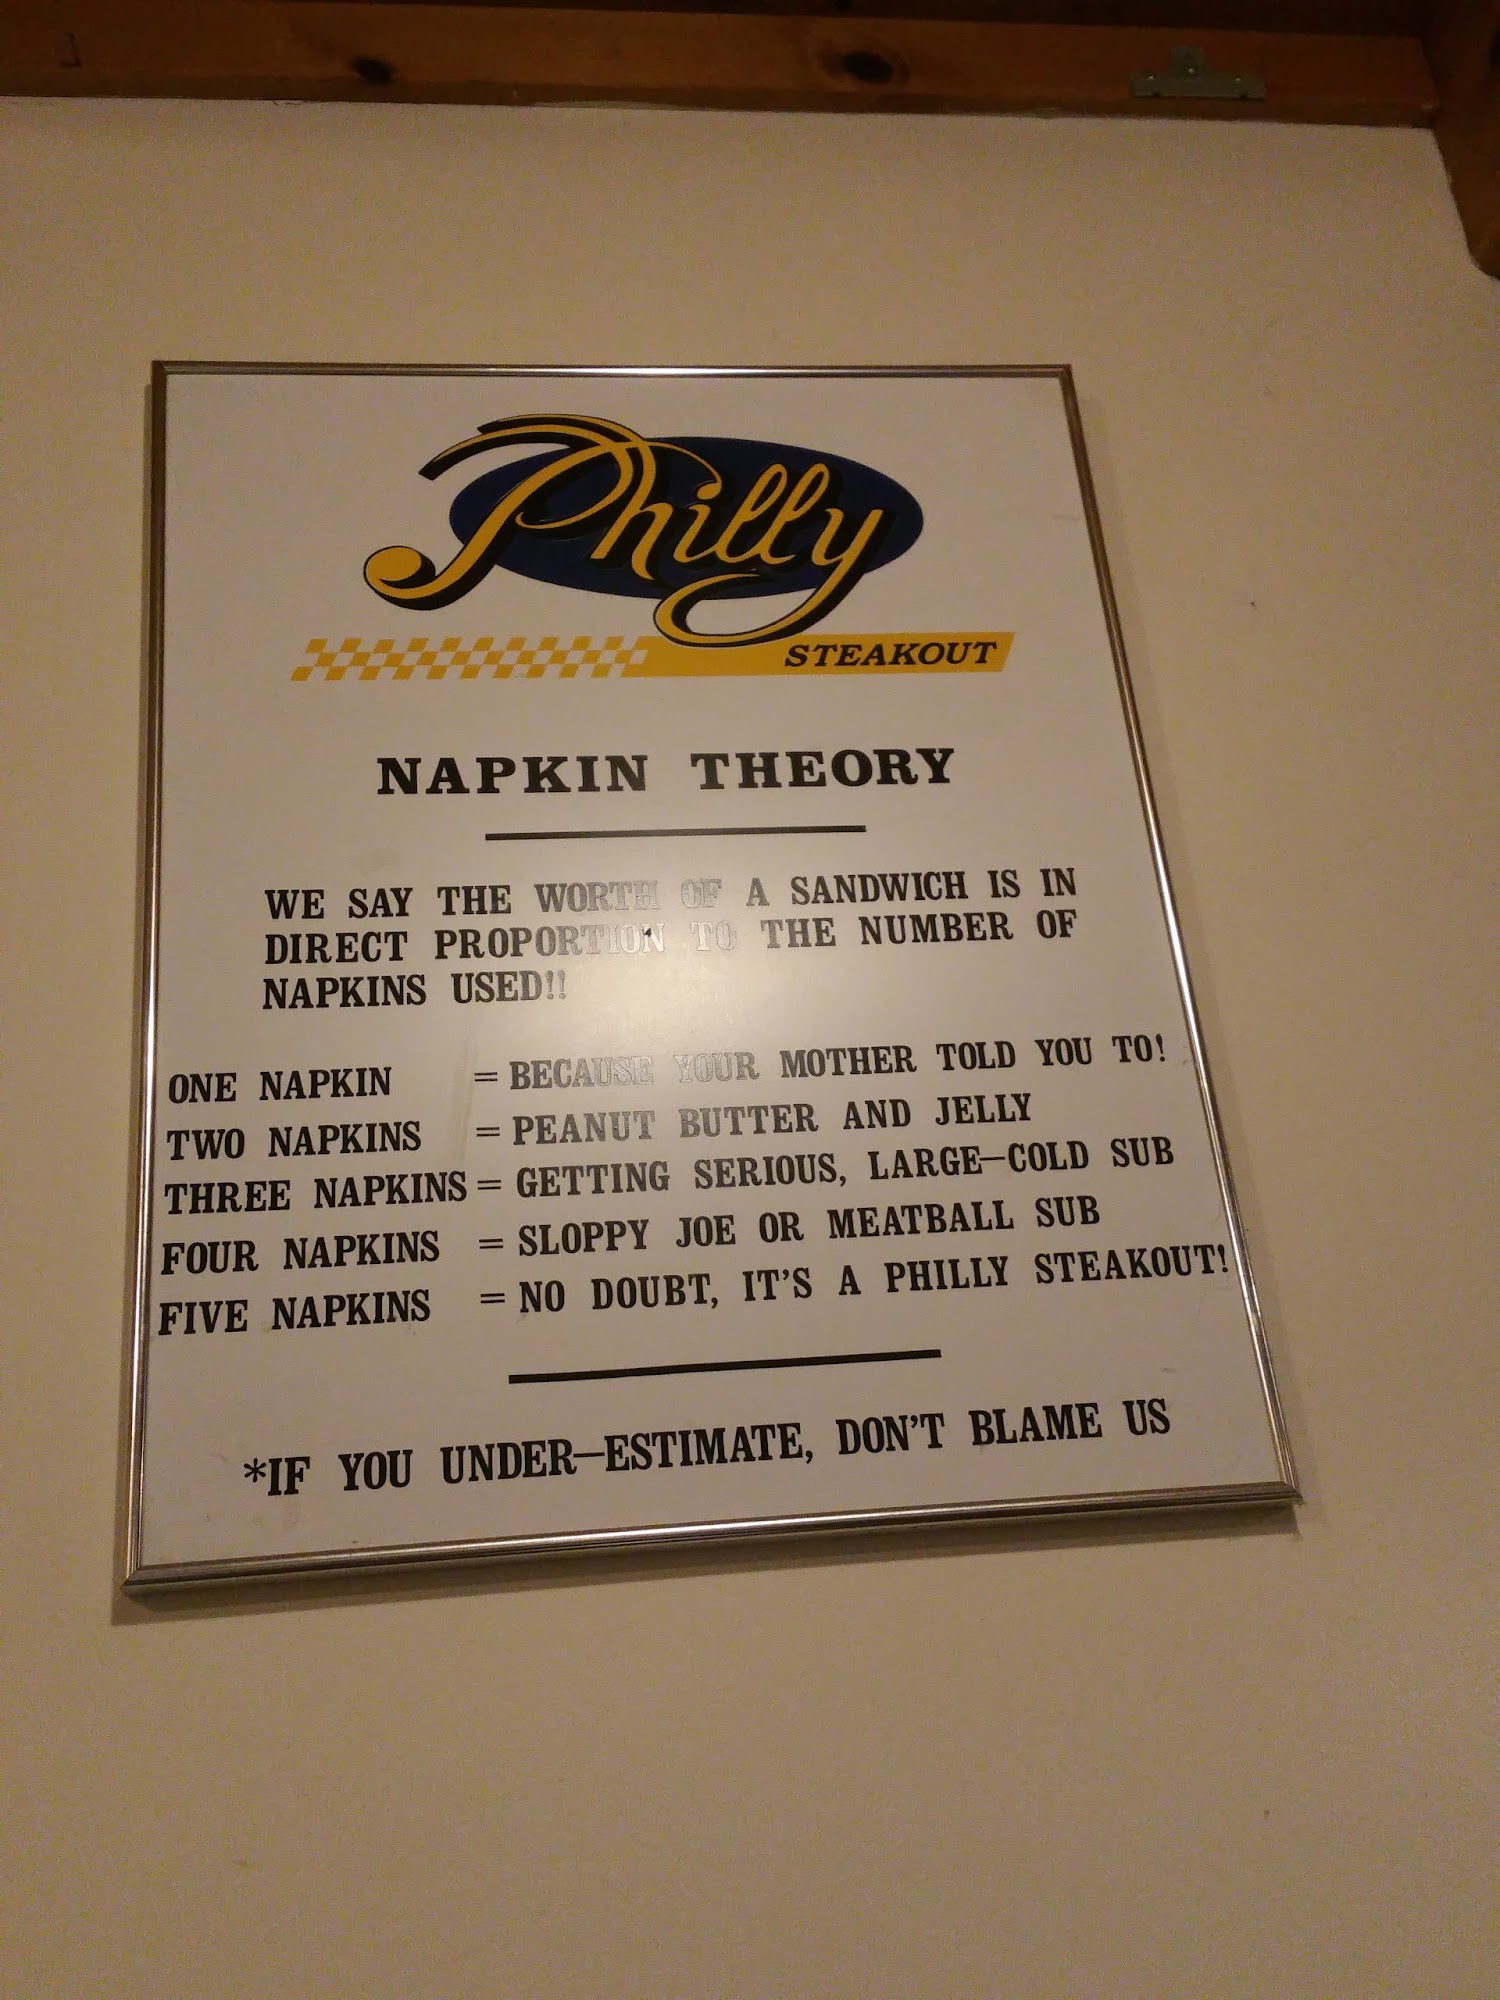 Philly
STEAKOUT
NAPKIN THEORY
WE SAY THE WORTH OF A SANDWICH IS IN
DIRECT PROPORTION TO THE NUMBER OF
NAPKINS USED!!
ONE NAPKIN = BECAUSE YOUR MOTHER TOLD YOU TO!
TWO NAPKINS = PEANUT BUTTER AND JELLY
THREE NAPKINS = GETTING SERIOUS, LARGE-COLD SUB
FOUR NAPKINS = SLOPPY JOE OR MEATBALL SUB
FIVE NAPKINS = NO DOUBT, IT'S A PHILLY STEAKOUT!
*IF YOU UNDER-ESTIMATE, DON'T BLAME US